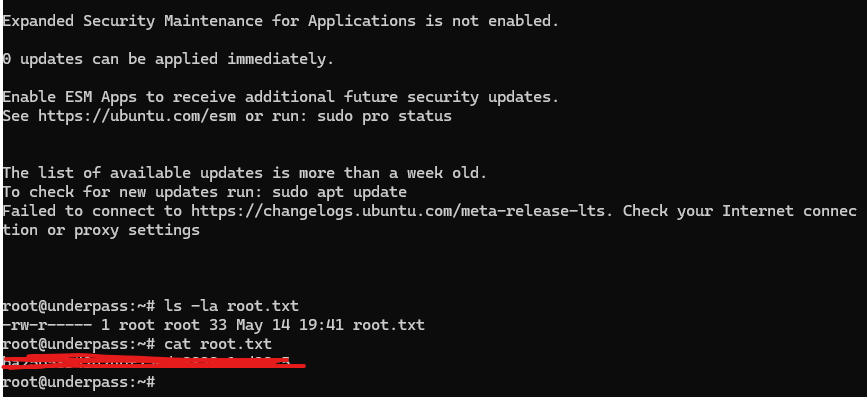 Expanded Security Maintenance for Applications is not enabled.
0 updates can be applied immediately.
Enable ESM Apps to receive additional future security updates.
See https://ubuntu.com/esm or run: sudo pro status
The list of available updates is more than a week old.
To check for new updates run: sudo apt update
Failed to connect to https://changelogs.ubuntu.com/meta-release-lts. Check your Internet connec
tion or proxy settings
root@underpass:~# ls -la root.txt
-rw-r----- 1 root root 33 May 14 19:41 root.txt
root@underpass:~# cat root.txt
root@underpass:~#